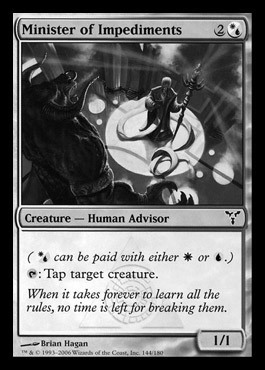 Minister of Impediments 2
Creature — Human Advisor
( can be paid with either or .)
: Tap target creature.
When it takes forever to learn all the
rules, no time is left for breaking them.
Brian Hagan
1/1
™ & © 1993–2006 Wizards of the Coast, Inc. 144/180